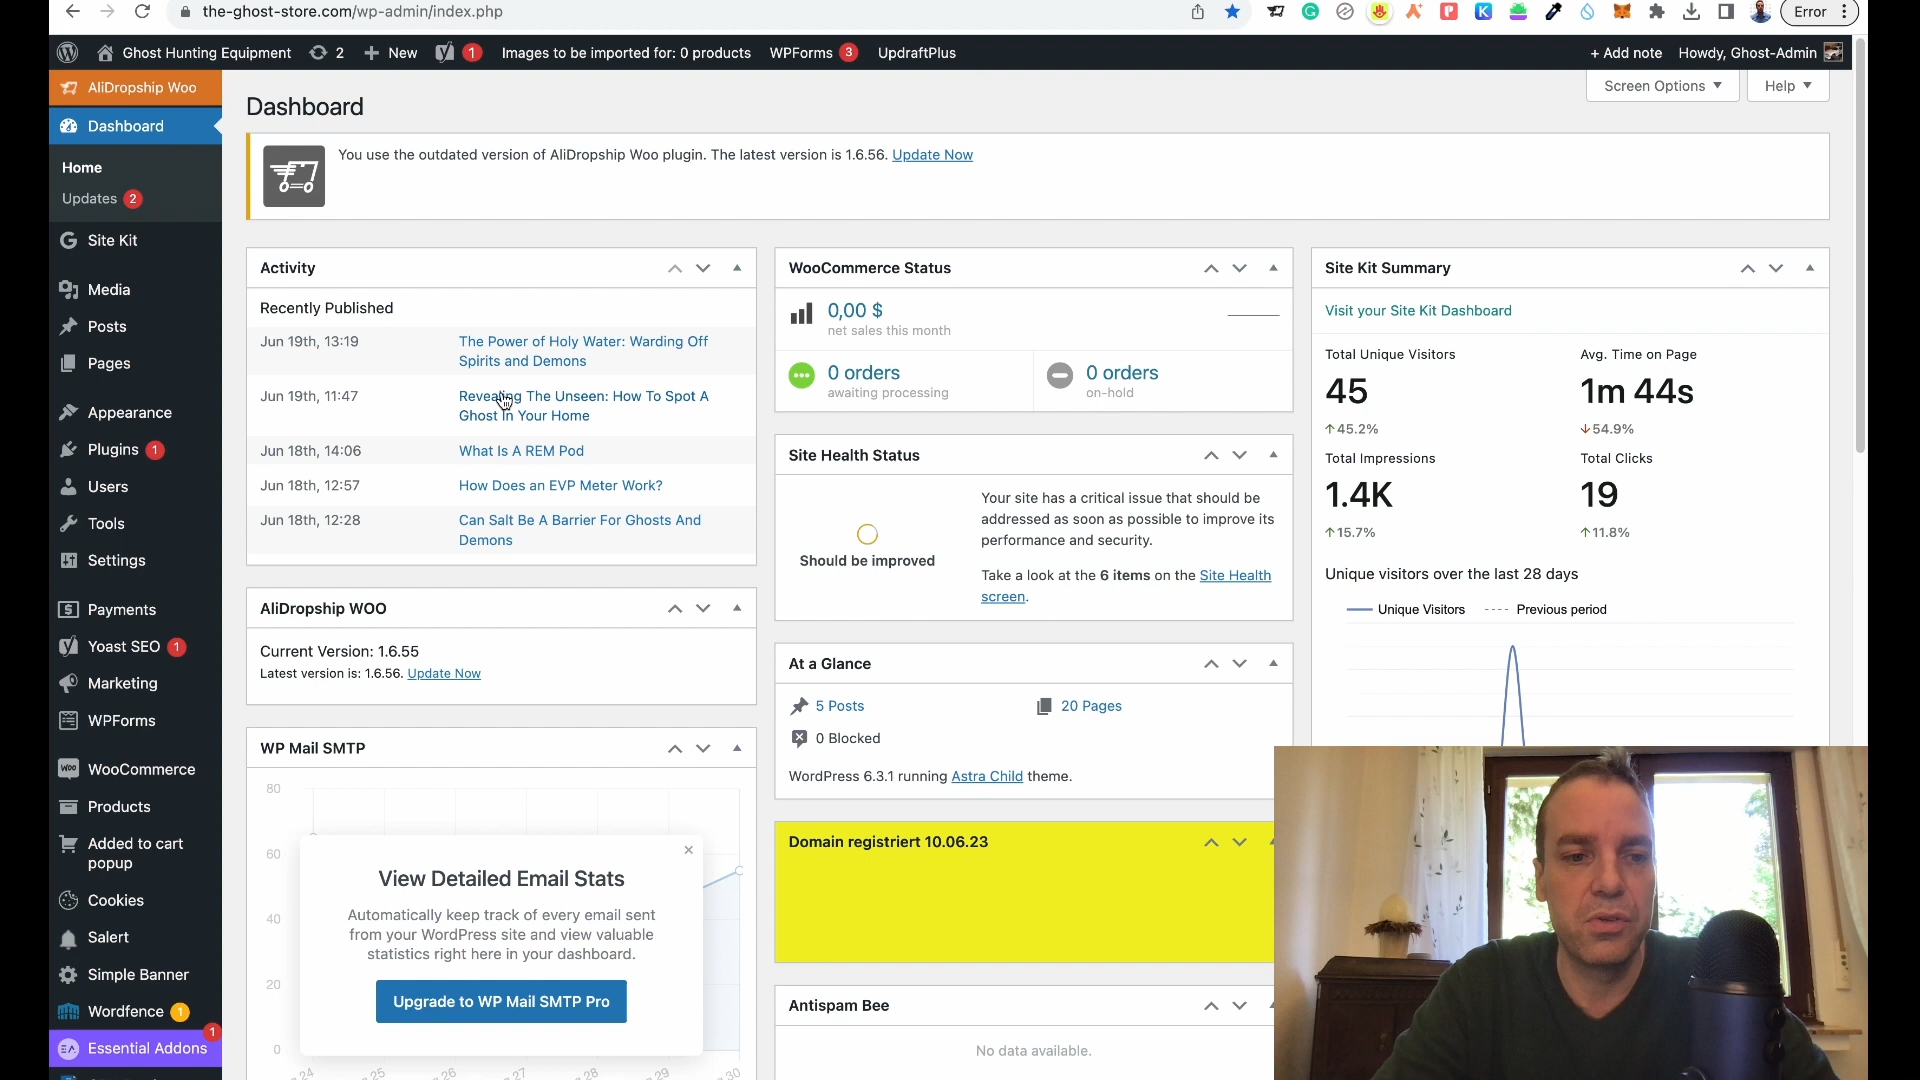 the-ghost-store.com/wp-admin/index.php
Error
Ghost Hunting Equipment
2
New
1
Images to be imported for: 0 products
WPForms 3
UpdraftPlus
+ Add note
Howdy, Ghost-Admin
AliDropship Woo
Dashboard
Home
Updates 2
Site Kit
Media
Posts
Pages
Appearance
Plugins 1
Users
Tools
Settings
Payments
Yoast SEO 1
Marketing
WPForms
WooCommerce
Products
Added to cart
popup
Cookies
Salert
Simple Banner
Wordfence 1
1
Essential Addons
Screen Options
Help
Dashboard
You use the outdated version of AliDropship Woo plugin. The latest version is 1.6.56. Update Now
Activity
Recently Published
Jun 19th, 13:19
The Power of Holy Water: Warding Off
Spirits and Demons
Jun 19th, 11:47
Revealing The Unseen: How To Spot A
Ghost In Your Home
Jun 18th, 14:06
What Is A REM Pod
Jun 18th, 12:57
How Does an EVP Meter Work?
Jun 18th, 12:28
Can Salt Be A Barrier For Ghosts And
Demons
AliDropship WOO
Current Version: 1.6.55
Latest version is: 1.6.56. Update Now
WP Mail SMTP
80
60
40
20
0
View Detailed Email Stats
Automatically keep track of every email sent
from your WordPress site and view valuable
statistics right here in your dashboard.
Upgrade to WP Mail SMTP Pro
WooCommerce Status
0,00 $
net sales this month
0 orders
awaiting processing
0 orders
on-hold
Site Health Status
Should be improved
Your site has a critical issue that should be
addressed as soon as possible to improve its
performance and security.
Take a look at the 6 items on the Site Health
screen.
At a Glance
5 Posts
20 Pages
0 Blocked
WordPress 6.3.1 running Astra Child theme.
Domain registriert 10.06.23
Antispam Bee
No data available.
Site Kit Summary
Visit your Site Kit Dashboard
Total Unique Visitors
45
45.2%
Avg. Time on Page
1m 44s
54.9%
Total Impressions
1.4K
15.7%
Total Clicks
19
11.8%
Unique visitors over the last 28 days
Unique Visitors
Previous period